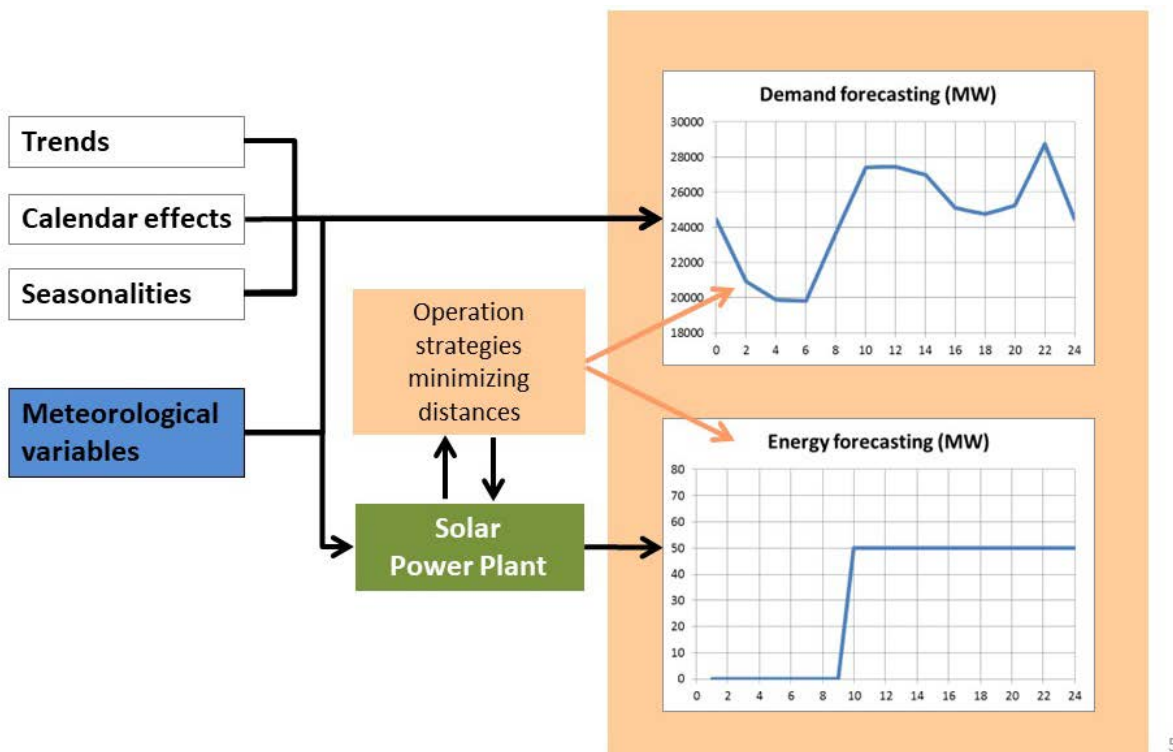 Trends
Calendar effects
Seasonalities
Meteorological
variables
Operation
strategies
minimizing
distances
Solar
Power Plant
Demand forecasting (MW)
30000
28000
26000
24000
22000
20000
18000
0 2 4 6 8 10 12 14 16 18 20 22 24
Energy forecasting (MW)
80
70
60
50
40
30
20
10
0
0 2 4 6 8 10 12 14 16 18 20 22 24